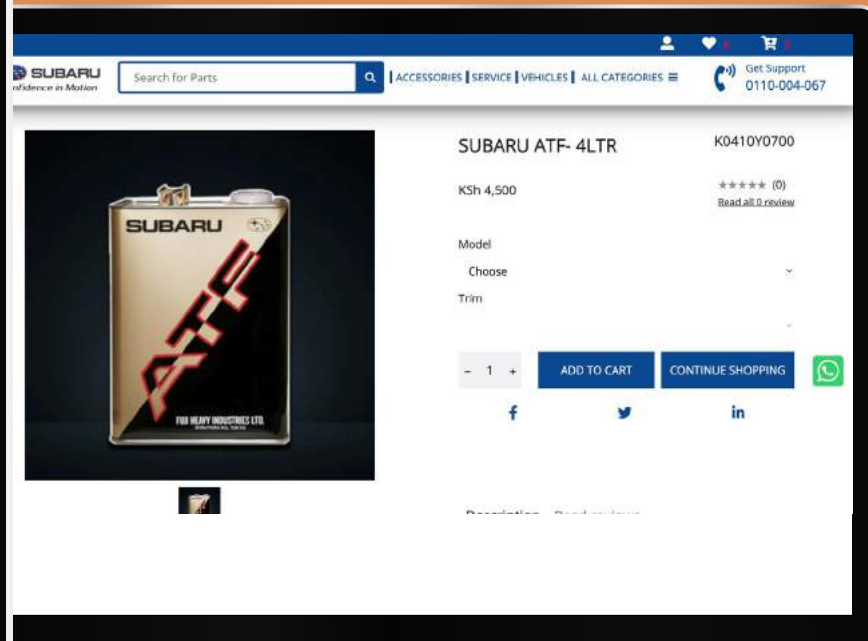 SUBARU
Confidence in Motion
Search for Parts
ACCESSORIES SERVICE VEHICLES ALL CATEGORIES
Get Support
0110-004-067
SUBARU ATF- 4LTR
K0410Y0700
KSh 4,500
(0)
Read all 0 review
Model
Choose
Trim
- 1 +
ADD TO CART
CONTINUE SHOPPING
SUBARU
ATF
FUJI HEAVY INDUSTRIES LTD.